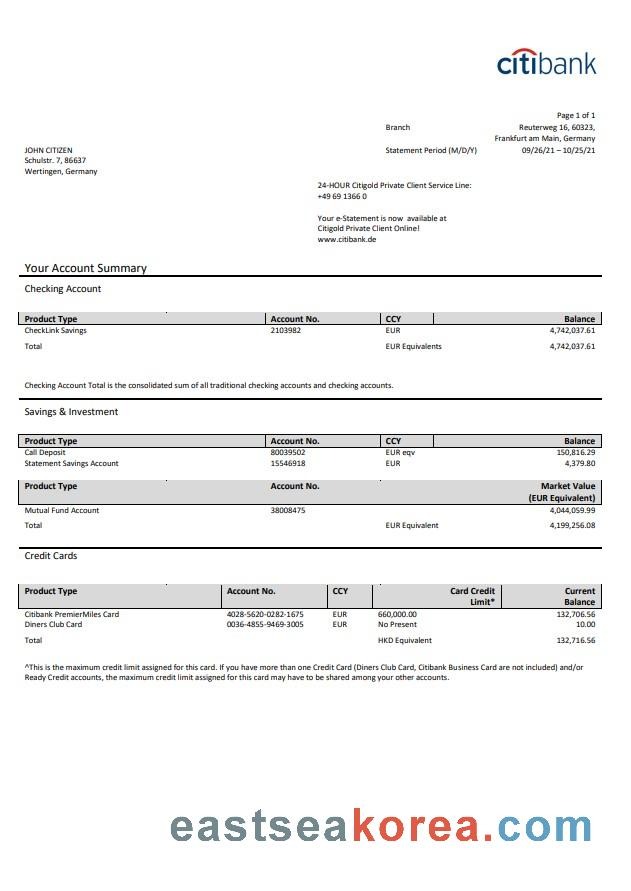 citibank
Page 1 of 1
Branch Reuterweg 16, 60323,
Frankfurt am Main, Germany
JOHN CITIZEN Statement Period (M/D/Y) 09/26/21 – 10/25/21
Schulstr. 7, 86637
Wertingen, Germany
24-HOUR Citigold Private Client Service Line:
+49 69 1366 0
Your e-Statement is now available at
Citigold Private Client Online!
www.citibank.de
Your Account Summary
Checking Account
Product Type Account No. CCY Balance
CheckLink Savings 2103982 EUR 4,742,037.61
Total EUR Equivalents 4,742,037.61
Checking Account Total is the consolidated sum of all traditional checking accounts and checking accounts.
Savings & Investment
Product Type Account No. CCY Balance
Call Deposit 80039502 EUR eqv 150,816.29
Statement Savings Account 15546918 EUR 4,379.80
Product Type Account No. Market Value
(EUR Equivalent)
Mutual Fund Account 38008475 4,044,059.99
Total EUR Equivalent 4,199,256.08
Credit Cards
Product Type Account No. CCY Card Credit Current
Limit* Balance
Citibank PremierMiles Card 4028-5620-0282-1675 EUR 660,000.00 132,706.56
Diners Club Card 0036-4855-9469-3005 EUR No Present 10.00
Total HKD Equivalent 132,716.56
^This is the maximum credit limit assigned for this card. If you have more than one Credit Card (Diners Club Card, Citibank Business Card are not included) and/or
Ready Credit accounts, the maximum credit limit assigned for this card may have to be shared among your other accounts.
eastseakorea.com